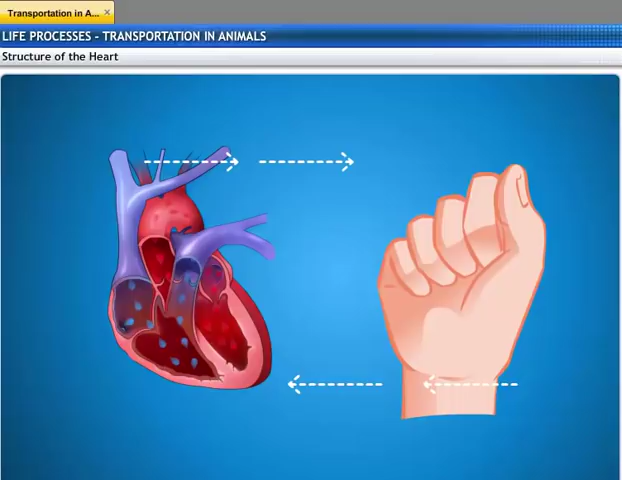 Transportation in A...
LIFE PROCESSES - TRANSPORTATION IN ANIMALS
Structure of the Heart